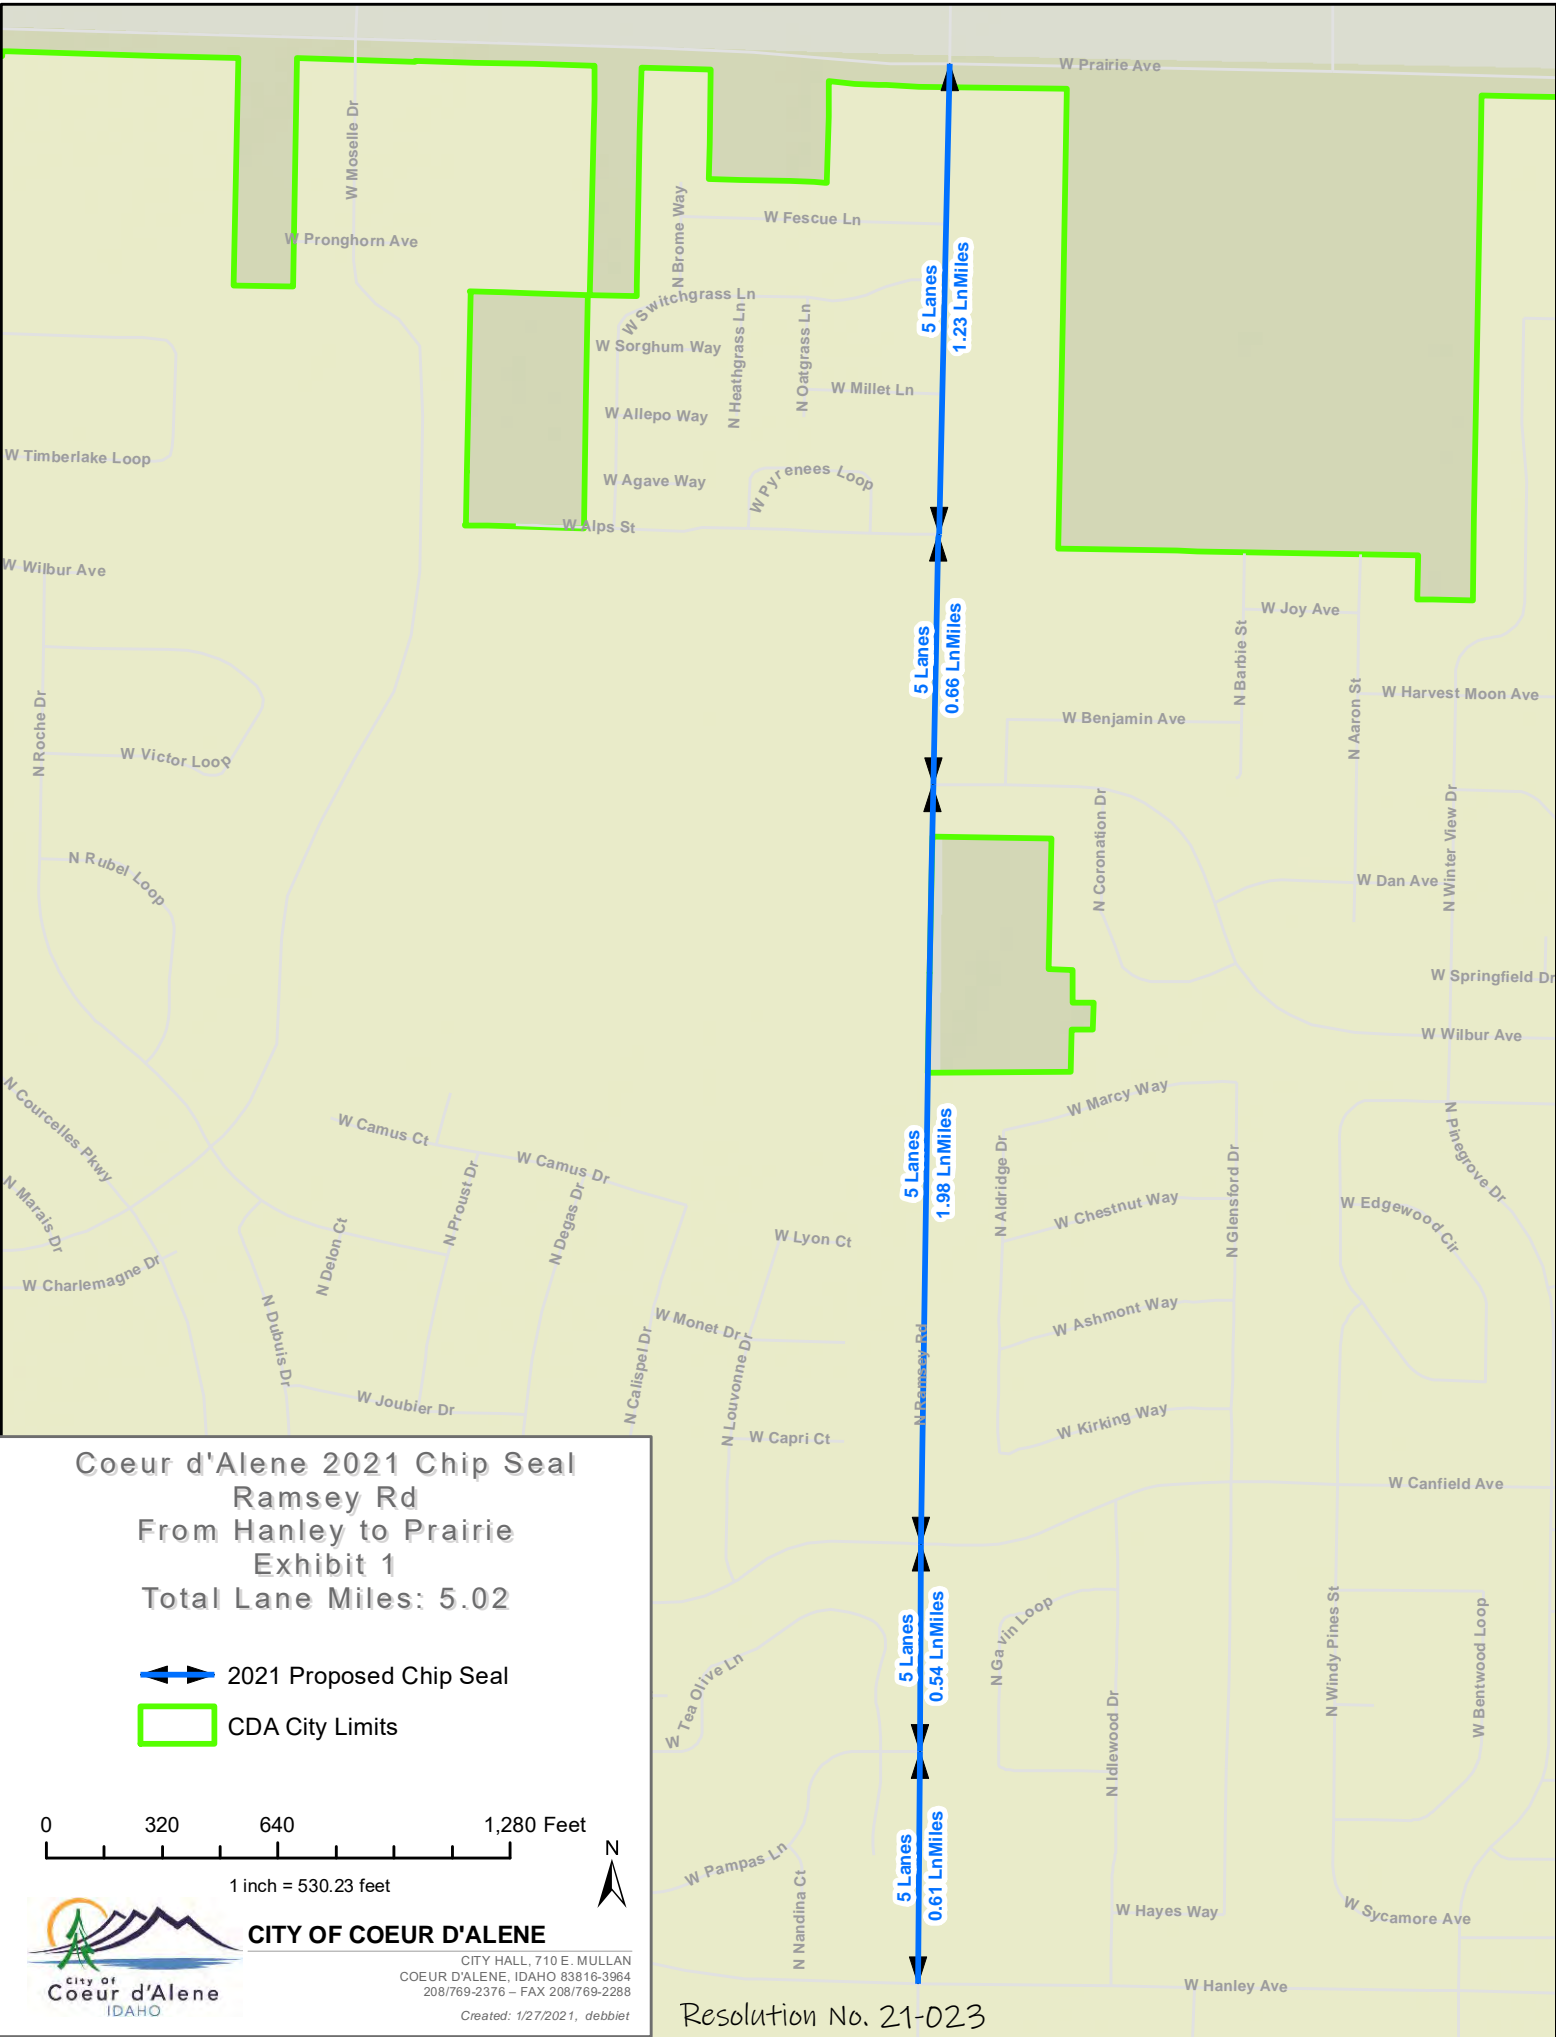 W Prairie Ave
W Moselle Dr
W Pronghorn Ave
N Brome Way
W Fescue Ln
W Switchgrass Ln
W Sorghum Way
N Heathgrass Ln
N Oatgrass Ln
W Millet Ln
W Allepo Way
W Agave Way
W Pyrenees Loop
W Alps St
5 Lanes
1.23 LnMiles
W Timberlake Loop
W Wilbur Ave
N Roche Dr
W Victor Loop
N Rubel Loop
5 Lanes
0.66 LnMiles
W Joy Ave
N Barbie St
N Aaron St
W Harvest Moon Ave
W Benjamin Ave
N Coronation Dr
N Winter View Dr
W Dan Ave
W Springfield Dr
W Wilbur Ave
N Courcelles Pkwy
N Marais Dr
W Charlemagne Dr
W Camus Ct
W Camus Dr
N Proust Dr
N Degas Dr
N Delon Ct
N Dubuis Dr
W Joubier Dr
N Calispel Dr
W Lyon Ct
W Monet Dr
N Louvonne Dr
W Capri Ct
5 Lanes
1.98 LnMiles
N Ramsey Rd
N Aldridge Dr
W Marcy Way
W Chestnut Way
N Glensford Dr
W Ashmont Way
W Kirking Way
N Pinegrove Dr
W Edgewood Cir
W Canfield Ave
5 Lanes
0.54 LnMiles
N Gavin Loop
N Idlewood Dr
N Windy Pines St
W Bentwood Loop
W Tea Olive Ln
W Pampas Ln
N Nandina Ct
5 Lanes
0.61 LnMiles
W Hayes Way
W Sycamore Ave
W Hanley Ave
Coeur d'Alene 2021 Chip Seal
Ramsey Rd
From Hanley to Prairie
Exhibit 1
Total Lane Miles: 5.02
2021 Proposed Chip Seal
CDA City Limits
0 320 640 1,280 Feet
N
1 inch = 530.23 feet
City Of
Coeur d'Alene
IDAHO
CITY OF COEUR D'ALENE
CITY HALL, 710 E. MULLAN
COEUR D'ALENE, IDAHO 83816-3964
208/769-2376 – FAX 208/769-2288
Created: 1/27/2021, debbiet
Resolution No. 21-023